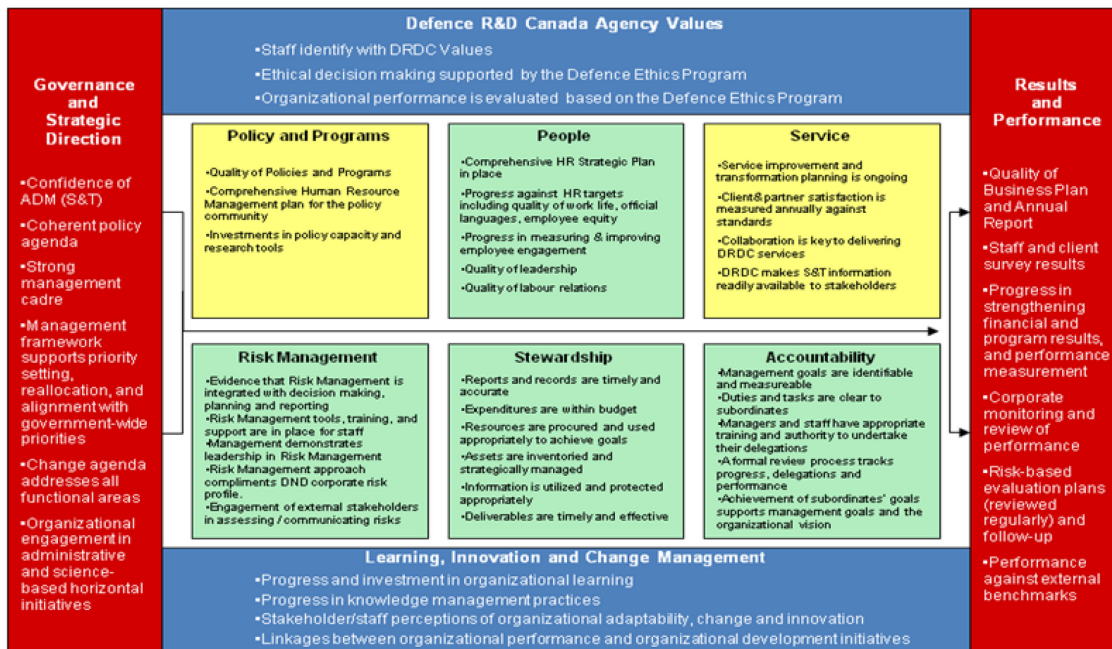 Defence R&D Canada Agency Values
•Staff identify with DRDC Values
•Ethical decision making supported by the Defence Ethics Program
•Organizational performance is evaluated based on the Defence Ethics Program
Governance
and
Strategic
Direction
•Confidence of
ADM (S&T)
•Coherent policy
agenda
•Strong
management
cadre
•Management
framework
supports priority
setting,
reallocation, and
alignment with
government-wide
priorities
•Change agenda
addresses all
functional areas
•Organizational
engagement in
administrative
and science-
based horizontal
initiatives
Policy and Programs
•Quality of Policies and Programs
•Comprehensive Human Resource
Management plan for the policy
community
•Investments in policy capacity and
research tools
People
•Comprehensive HR Strategic Plan
in place
•Progress against HR targets
including quality of work life, official
languages, employee equity
•Progress in measuring & improving
employee engagement
•Quality of leadership
•Quality of labour relations
Service
•Service improvement and
transformation planning is ongoing
•Client& partner satisfaction is
measured annually against
standards
•Collaboration is key to delivering
DRDC services
•DRDC makes S&T information
readily available to stakeholders
Risk Management
•Evidence that Risk Management is
integrated with decision making,
planning and reporting
•Risk Management tools, training, and
support are in place for staff
•Management demonstrates
leadership in Risk Management
•Risk Management approach
compliments DND corporate risk
profile.
•Engagement of external stakeholders
in assessing / communicating risks
Stewardship
•Reports and records are timely and
accurate
•Expenditures are within budget
•Resources are procured and used
appropriately to achieve goals
•Assets are inventoried and
strategically managed
•Information is utilized and protected
appropriately
•Deliverables are timely and effective
Accountability
•Management goals are identifiable
and measureable
•Duties and tasks are clear to
subordinates
•Managers and staff have appropriate
training and authority to undertake
their delegations
•A formal review process tracks
progress, delegations and
performance
•Achievement of subordinates' goals
supports management goals and the
organizational vision
Results
and
Performance
•Quality of
Business Plan
and Annual
Report
•Staff and client
survey results
•Progress in
strengthening
financial and
program results,
and performance
measurement
•Corporate
monitoring and
review of
performance
•Risk-based
evaluation plans
(reviewed
regularly) and
follow-up
•Performance
against external
benchmarks
Learning, Innovation and Change Management
•Progress and investment in organizational learning
•Progress in knowledge management practices
•Stakeholder/staff perceptions of organizational adaptability, change and innovation
•Linkages between organizational performance and organizational development initiatives